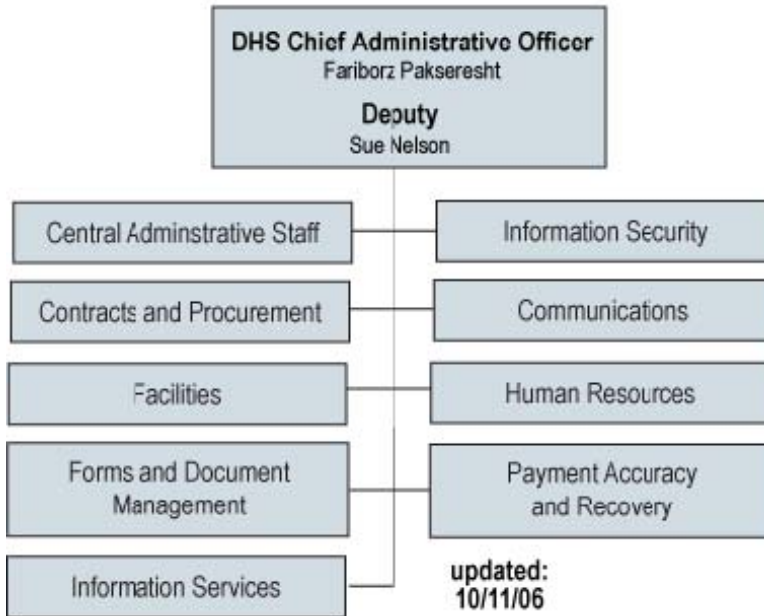 DHS Chief Administrative Officer
Fariborz Pakseresht
Deputy
Sue Nelson
Central Adminstrative Staff
Information Security
Contracts and Procurement
Communications
Facilities
Human Resources
Forms and Document
Management
Payment Accuracy
and Recovery
Information Services
updated:
10/11/06